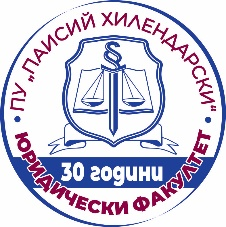 ПУ „ПАИСИЙ ХИЛЕНДАРСКИ“
30 години
ЮРИДИЧЕСКИ ФАКУЛТЕТ